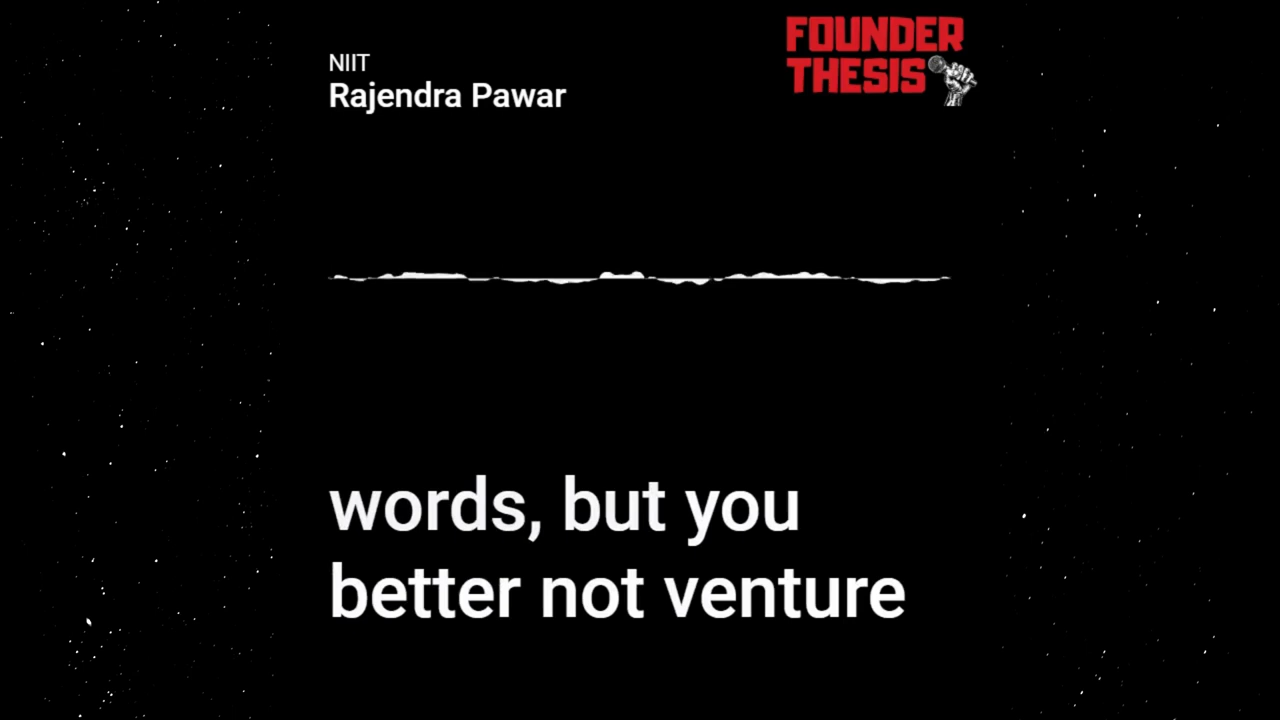 NIIT
Rajendra Pawar
FOUNDER
THESIS
words, but you
better not venture